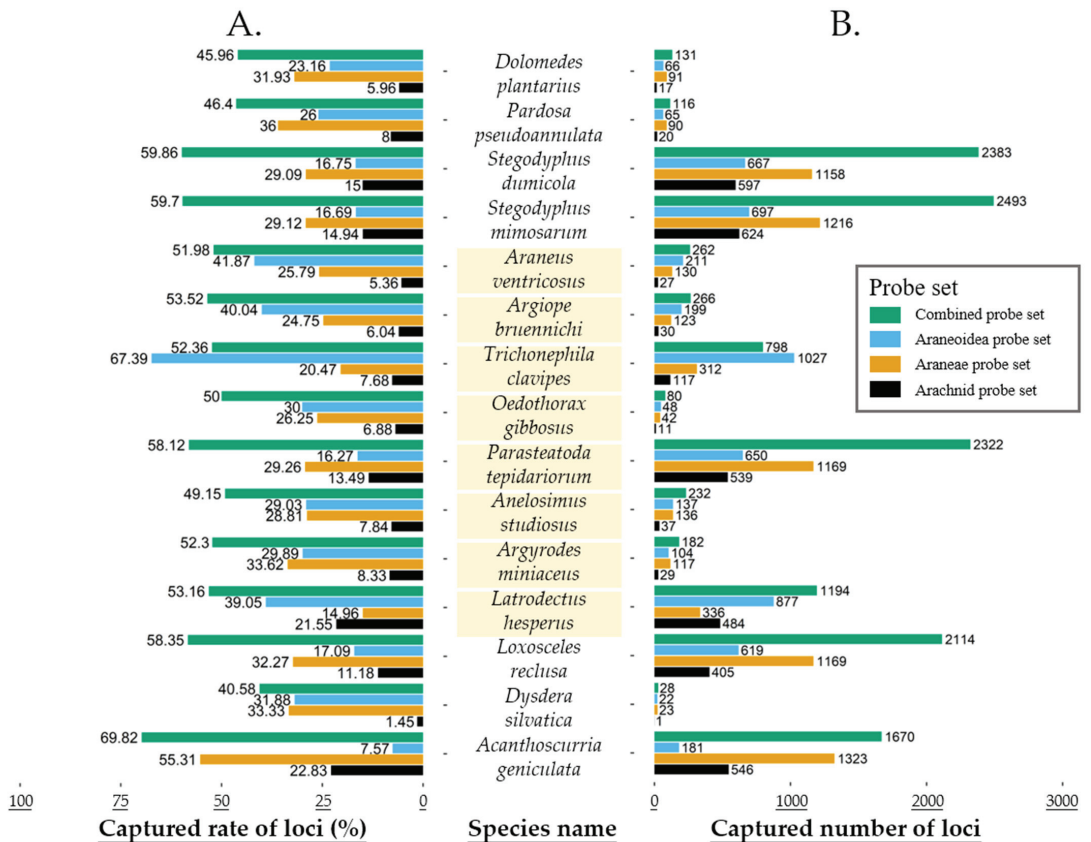 A.
B.
45.96
23.16
31.93
5.96
Dolomedes
plantarius
131
66
91
17
46.4
26
36
8
Pardosa
pseudoannulata
116
65
90
20
59.86
16.75
29.09
15
Stegodyphus
dumicola
2383
667
1158
597
59.7
16.69
29.12
14.94
Stegodyphus
mimosarum
2493
697
1216
624
51.98
41.87
25.79
5.36
Araneus
ventricosus
262
211
130
27
53.52
40.04
24.75
6.04
Argiope
bruennichi
266
199
123
30
52.36
67.39
20.47
7.68
Trichonephila
clavipes
798
1027
312
117
50
30
26.25
6.88
Oedothorax
gibbosus
80
48
42
11
58.12
16.27
29.26
13.49
Parasteatoda
tepidariorum
2322
650
1169
539
49.15
29.03
28.81
7.84
Anelosimus
studiosus
232
137
136
37
52.3
29.89
33.62
8.33
Argyrodes
miniaceus
182
104
117
29
53.16
39.05
14.96
21.55
Latrodectus
hesperus
1194
877
336
484
58.35
17.09
32.27
11.18
Loxosceles
reclusa
2114
619
1169
405
40.58
31.88
33.33
1.45
Dysdera
silvatica
28
22
23
1
69.82
7.57
55.31
22.83
Acanthoscurria
geniculata
1670
181
1323
546
Probe set
Combined probe set
Araneoidea probe set
Araneae probe set
Arachnid probe set
100 75 50 25 0
0 1000 2000 3000
Captured rate of loci (%)
Species name
Captured number of loci